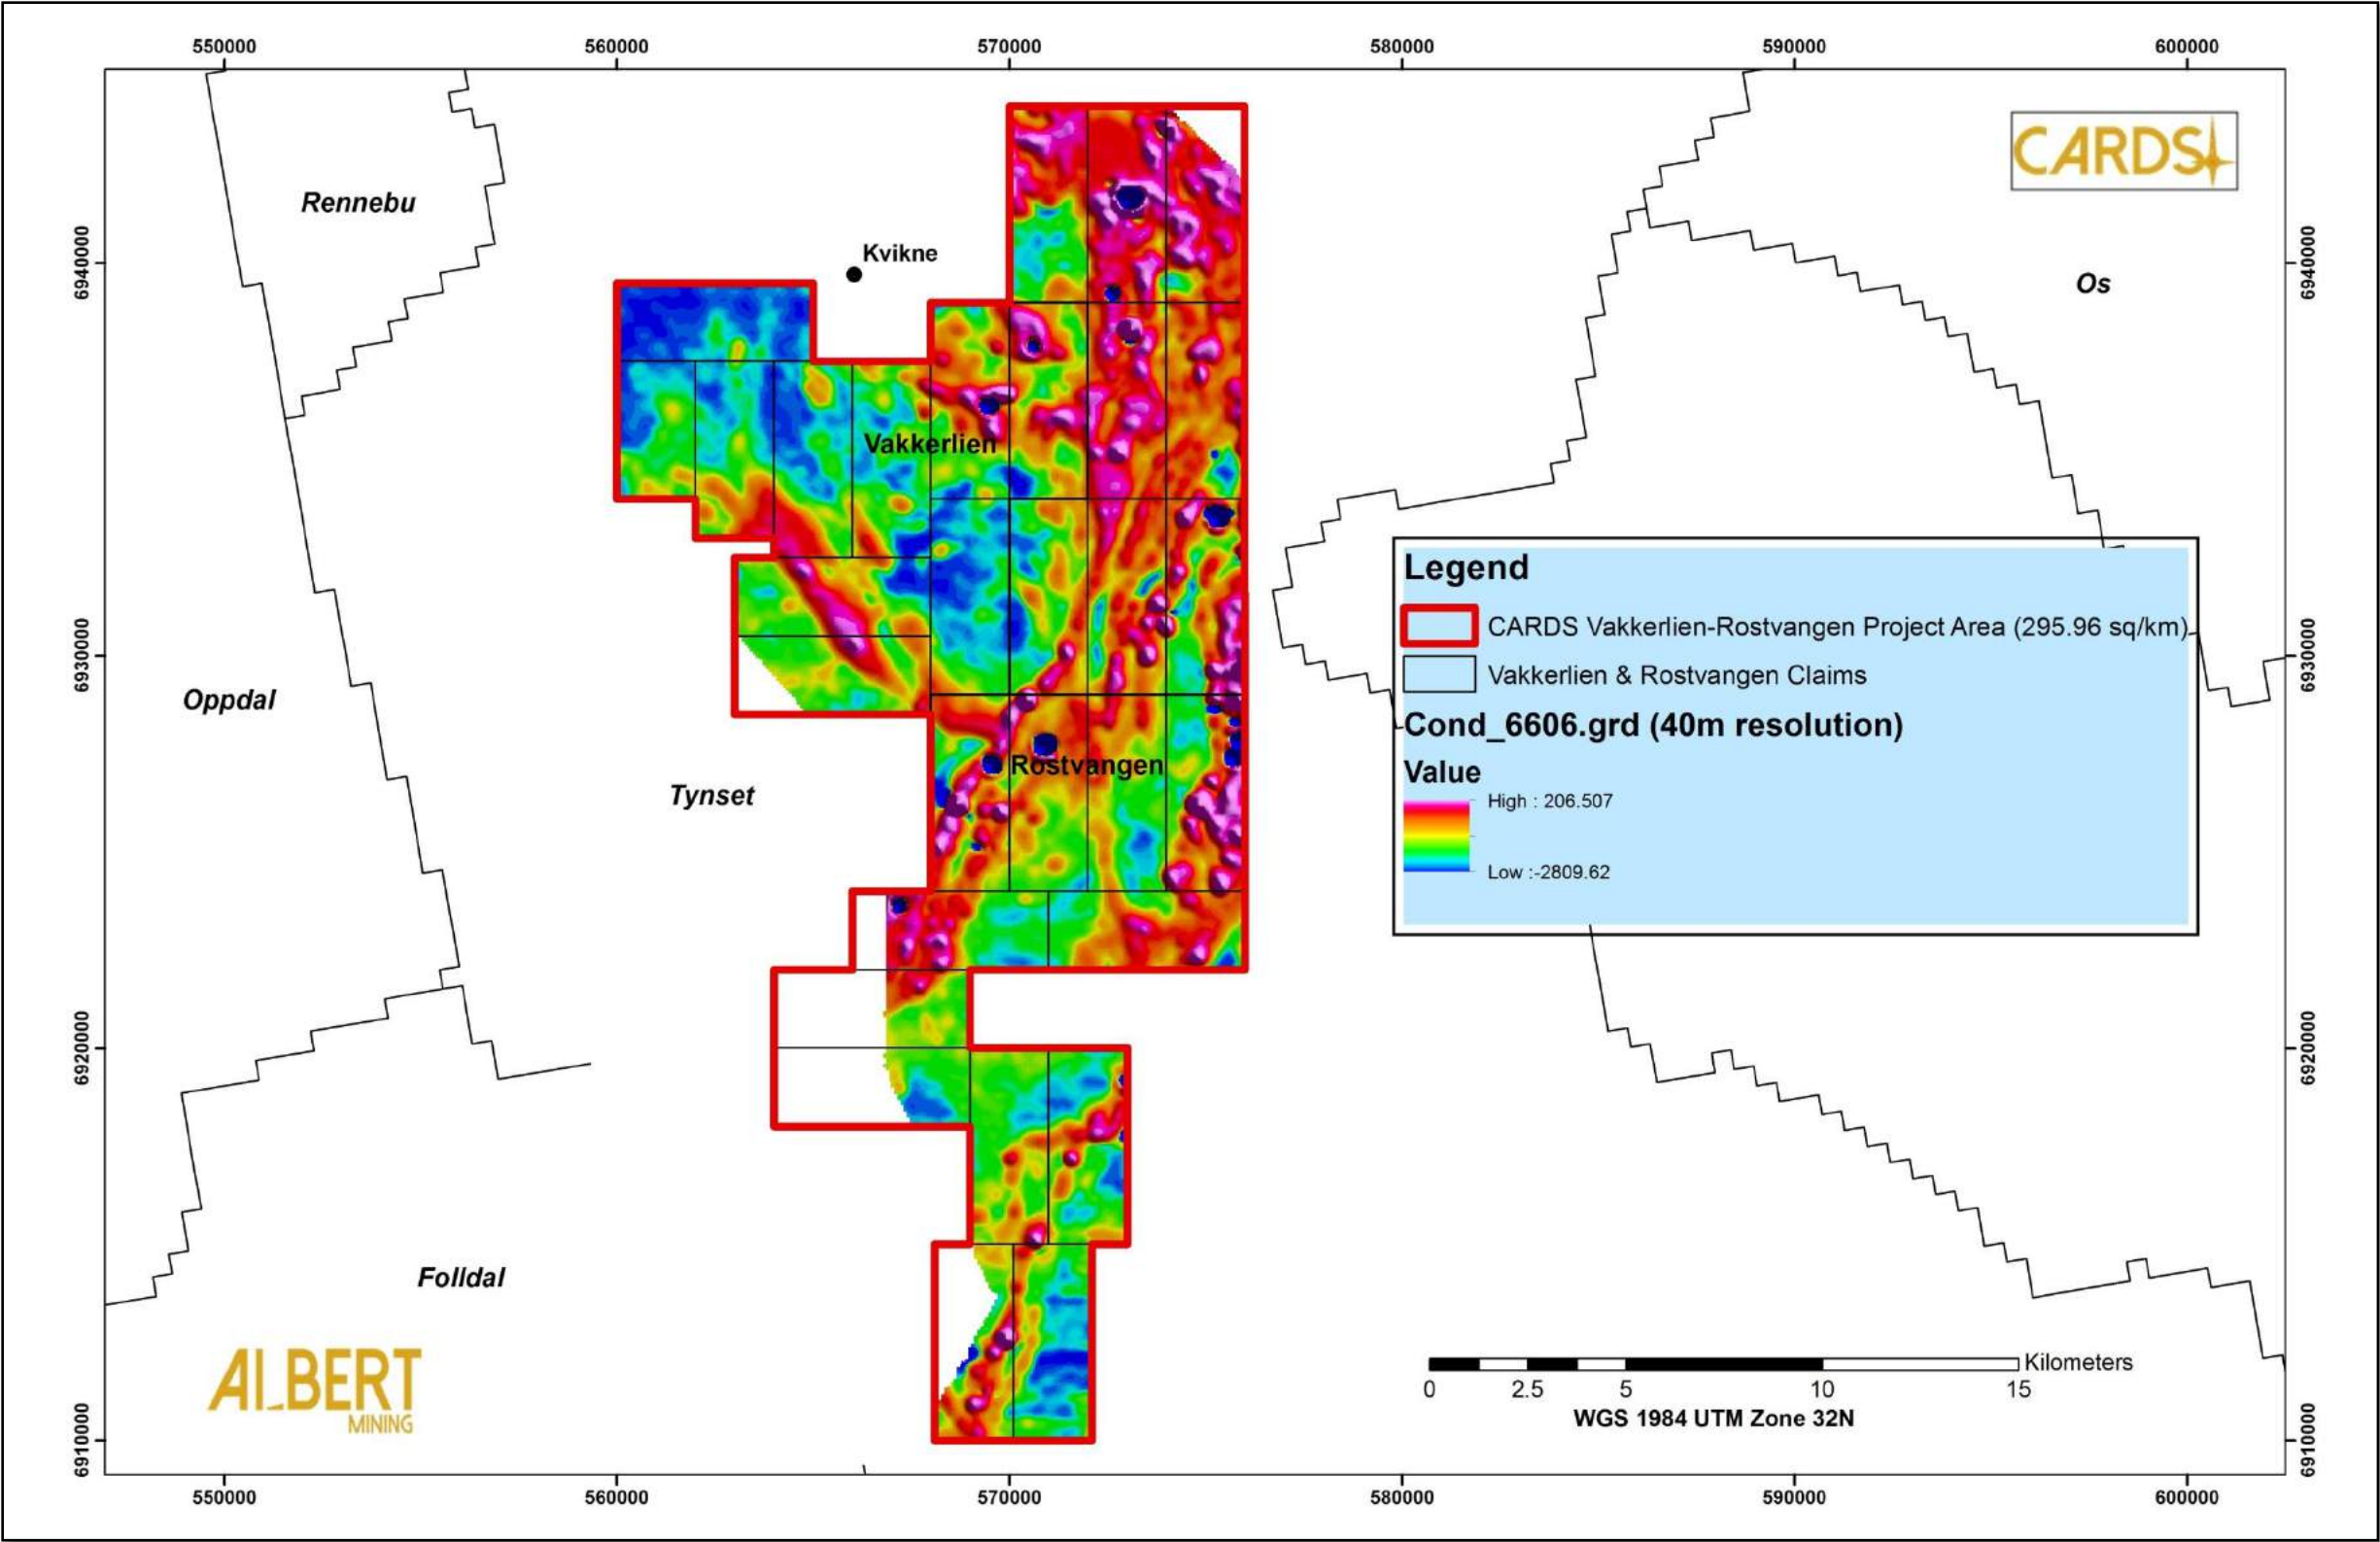 550000 560000 570000 580000 590000 600000
CARDS
Rennebu
Kvikne
6940000
6940000
Os
Vakkerlien
Legend
CARDS Vakkerlien-Rostvangen Project Area (295.96 sq/km)
6930000
6930000
Vakkerlien & Rostvangen Claims
Oppdal
Cond_6606.grd (40m resolution)
Rostvangen
Value
Tynset
High : 206.507
Low :-2809.62
6920000
6920000
Folldal
ALBERT
MINING
Kilometers
0 2.5 5 10 15
WGS 1984 UTM Zone 32N
6910000
6910000
550000 560000 570000 580000 590000 600000